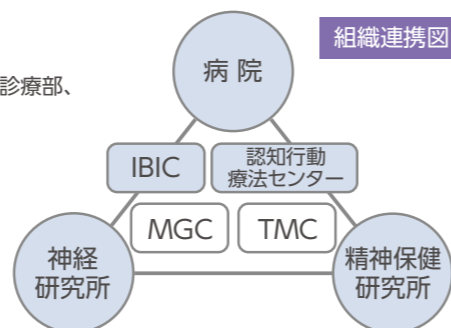 組織連携図
診療部、
病 院
IBIC
認知行動
療法センター
MGC
TMC
神経
研究所
精神保健
研究所